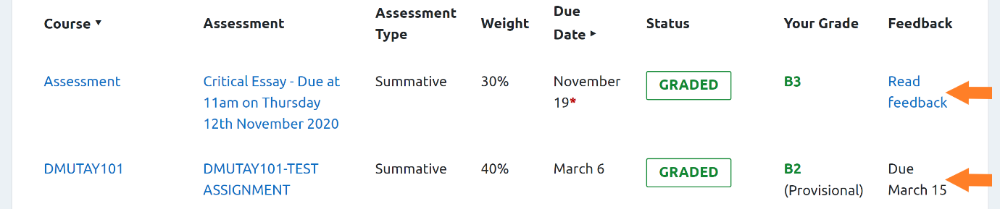 Course ▾ Assessment Assessment Type Weight Due Date ▸ Status Your Grade Feedback
Assessment Critical Essay - Due at 11am on Thursday 12th November 2020 Summative 30% November 19* GRADED B3 Read feedback
DMUTAY101 DMUTAY101-TEST ASSIGNMENT Summative 40% March 6 GRADED B2 (Provisional) Due March 15